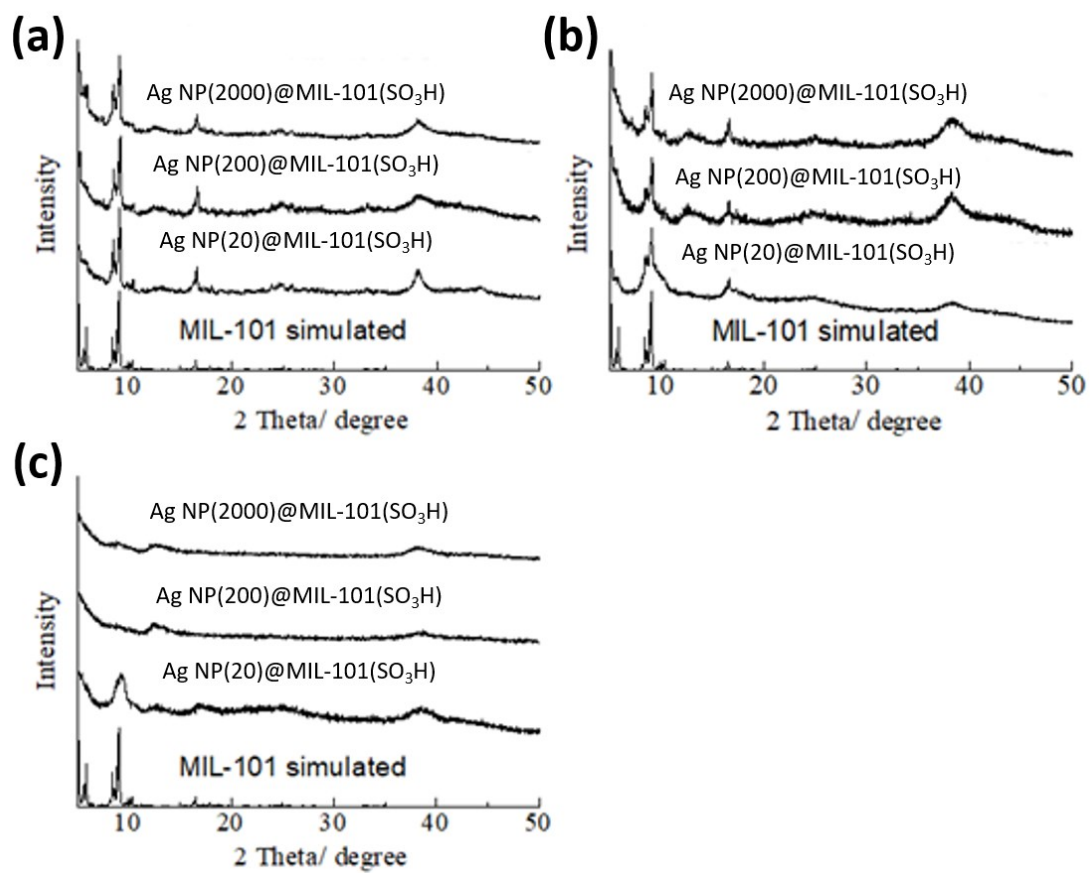 (a)
Ag NP(2000)@MIL-101(SO₃H)
Ag NP(200)@MIL-101(SO₃H)
Ag NP(20)@MIL-101(SO₃H)
MIL-101 simulated
Intensity
10 20 30 40 50
2 Theta/ degree
(b)
Ag NP(2000)@MIL-101(SO₃H)
Ag NP(200)@MIL-101(SO₃H)
Ag NP(20)@MIL-101(SO₃H)
MIL-101 simulated
Intensity
10 20 30 40 50
2 Theta/ degree
(c)
Ag NP(2000)@MIL-101(SO₃H)
Ag NP(200)@MIL-101(SO₃H)
Ag NP(20)@MIL-101(SO₃H)
MIL-101 simulated
Intensity
10 20 30 40 50
2 Theta/ degree